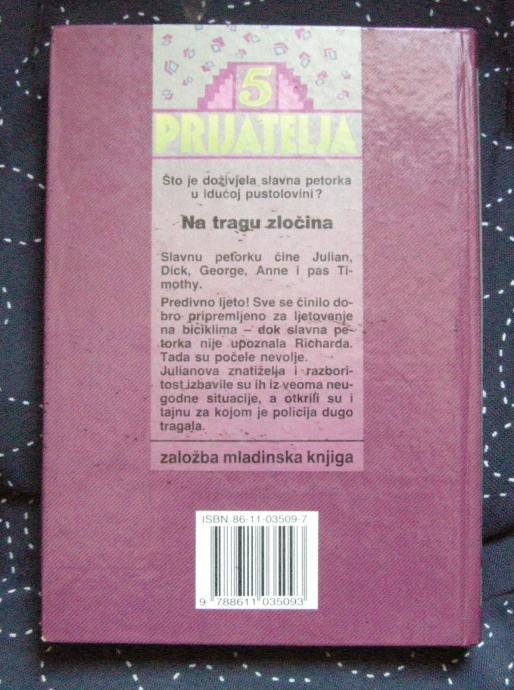 5
PRIJATELJA
Što je doživjela slavna petorka
u idućoj pustolovini?
Na tragu zločina
Slavnu petorku čine Julian,
Dick, George, Anne i pas Ti-
mothy.
Predivno ljeto! Sve se činilo do-
bro pripremljeno za ljetovanje
na biciklima – dok slavna pe-
torka nije upoznala Richarda.
Tada su počele nevolje.
Julianova znatiželja i razbori-
tost izbavile su ih iz veoma neu-
godne situacije, a otkrili su i
tajnu za kojom je policija dugo
tragala.
založba mladinska knjiga
ISBN 86-11-03509-7
9 788611 035093